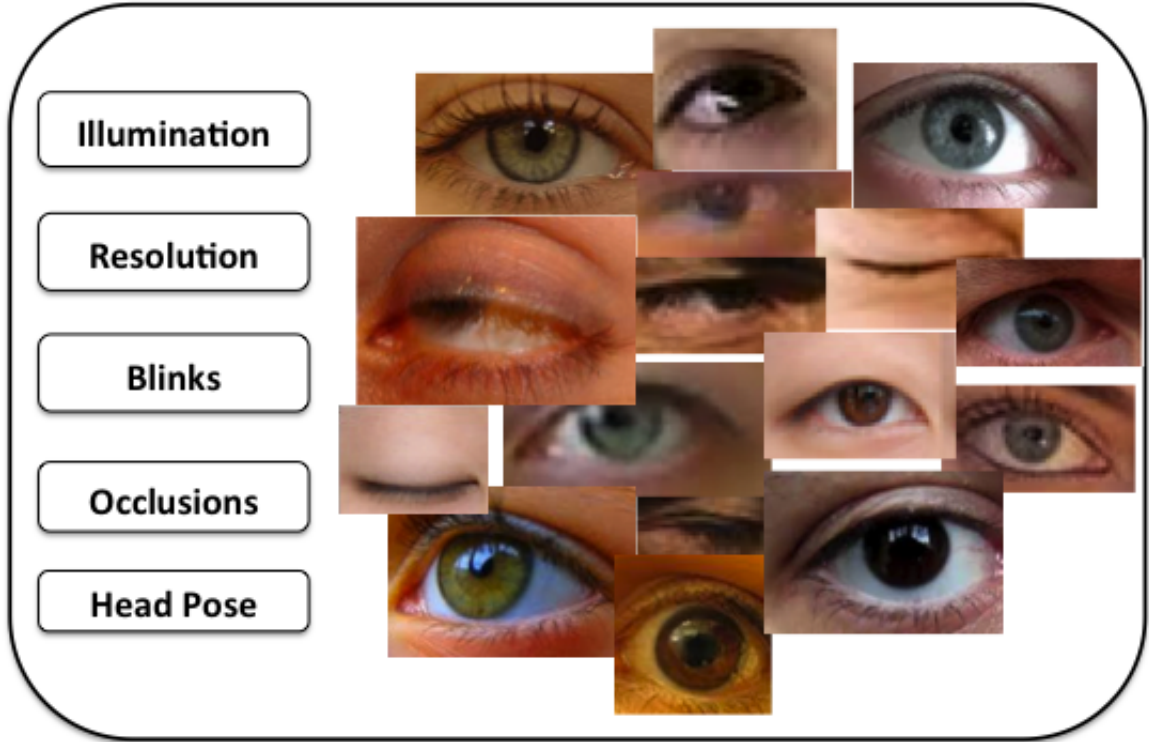 Illumination
Resolution
Blinks
Occlusions
Head Pose